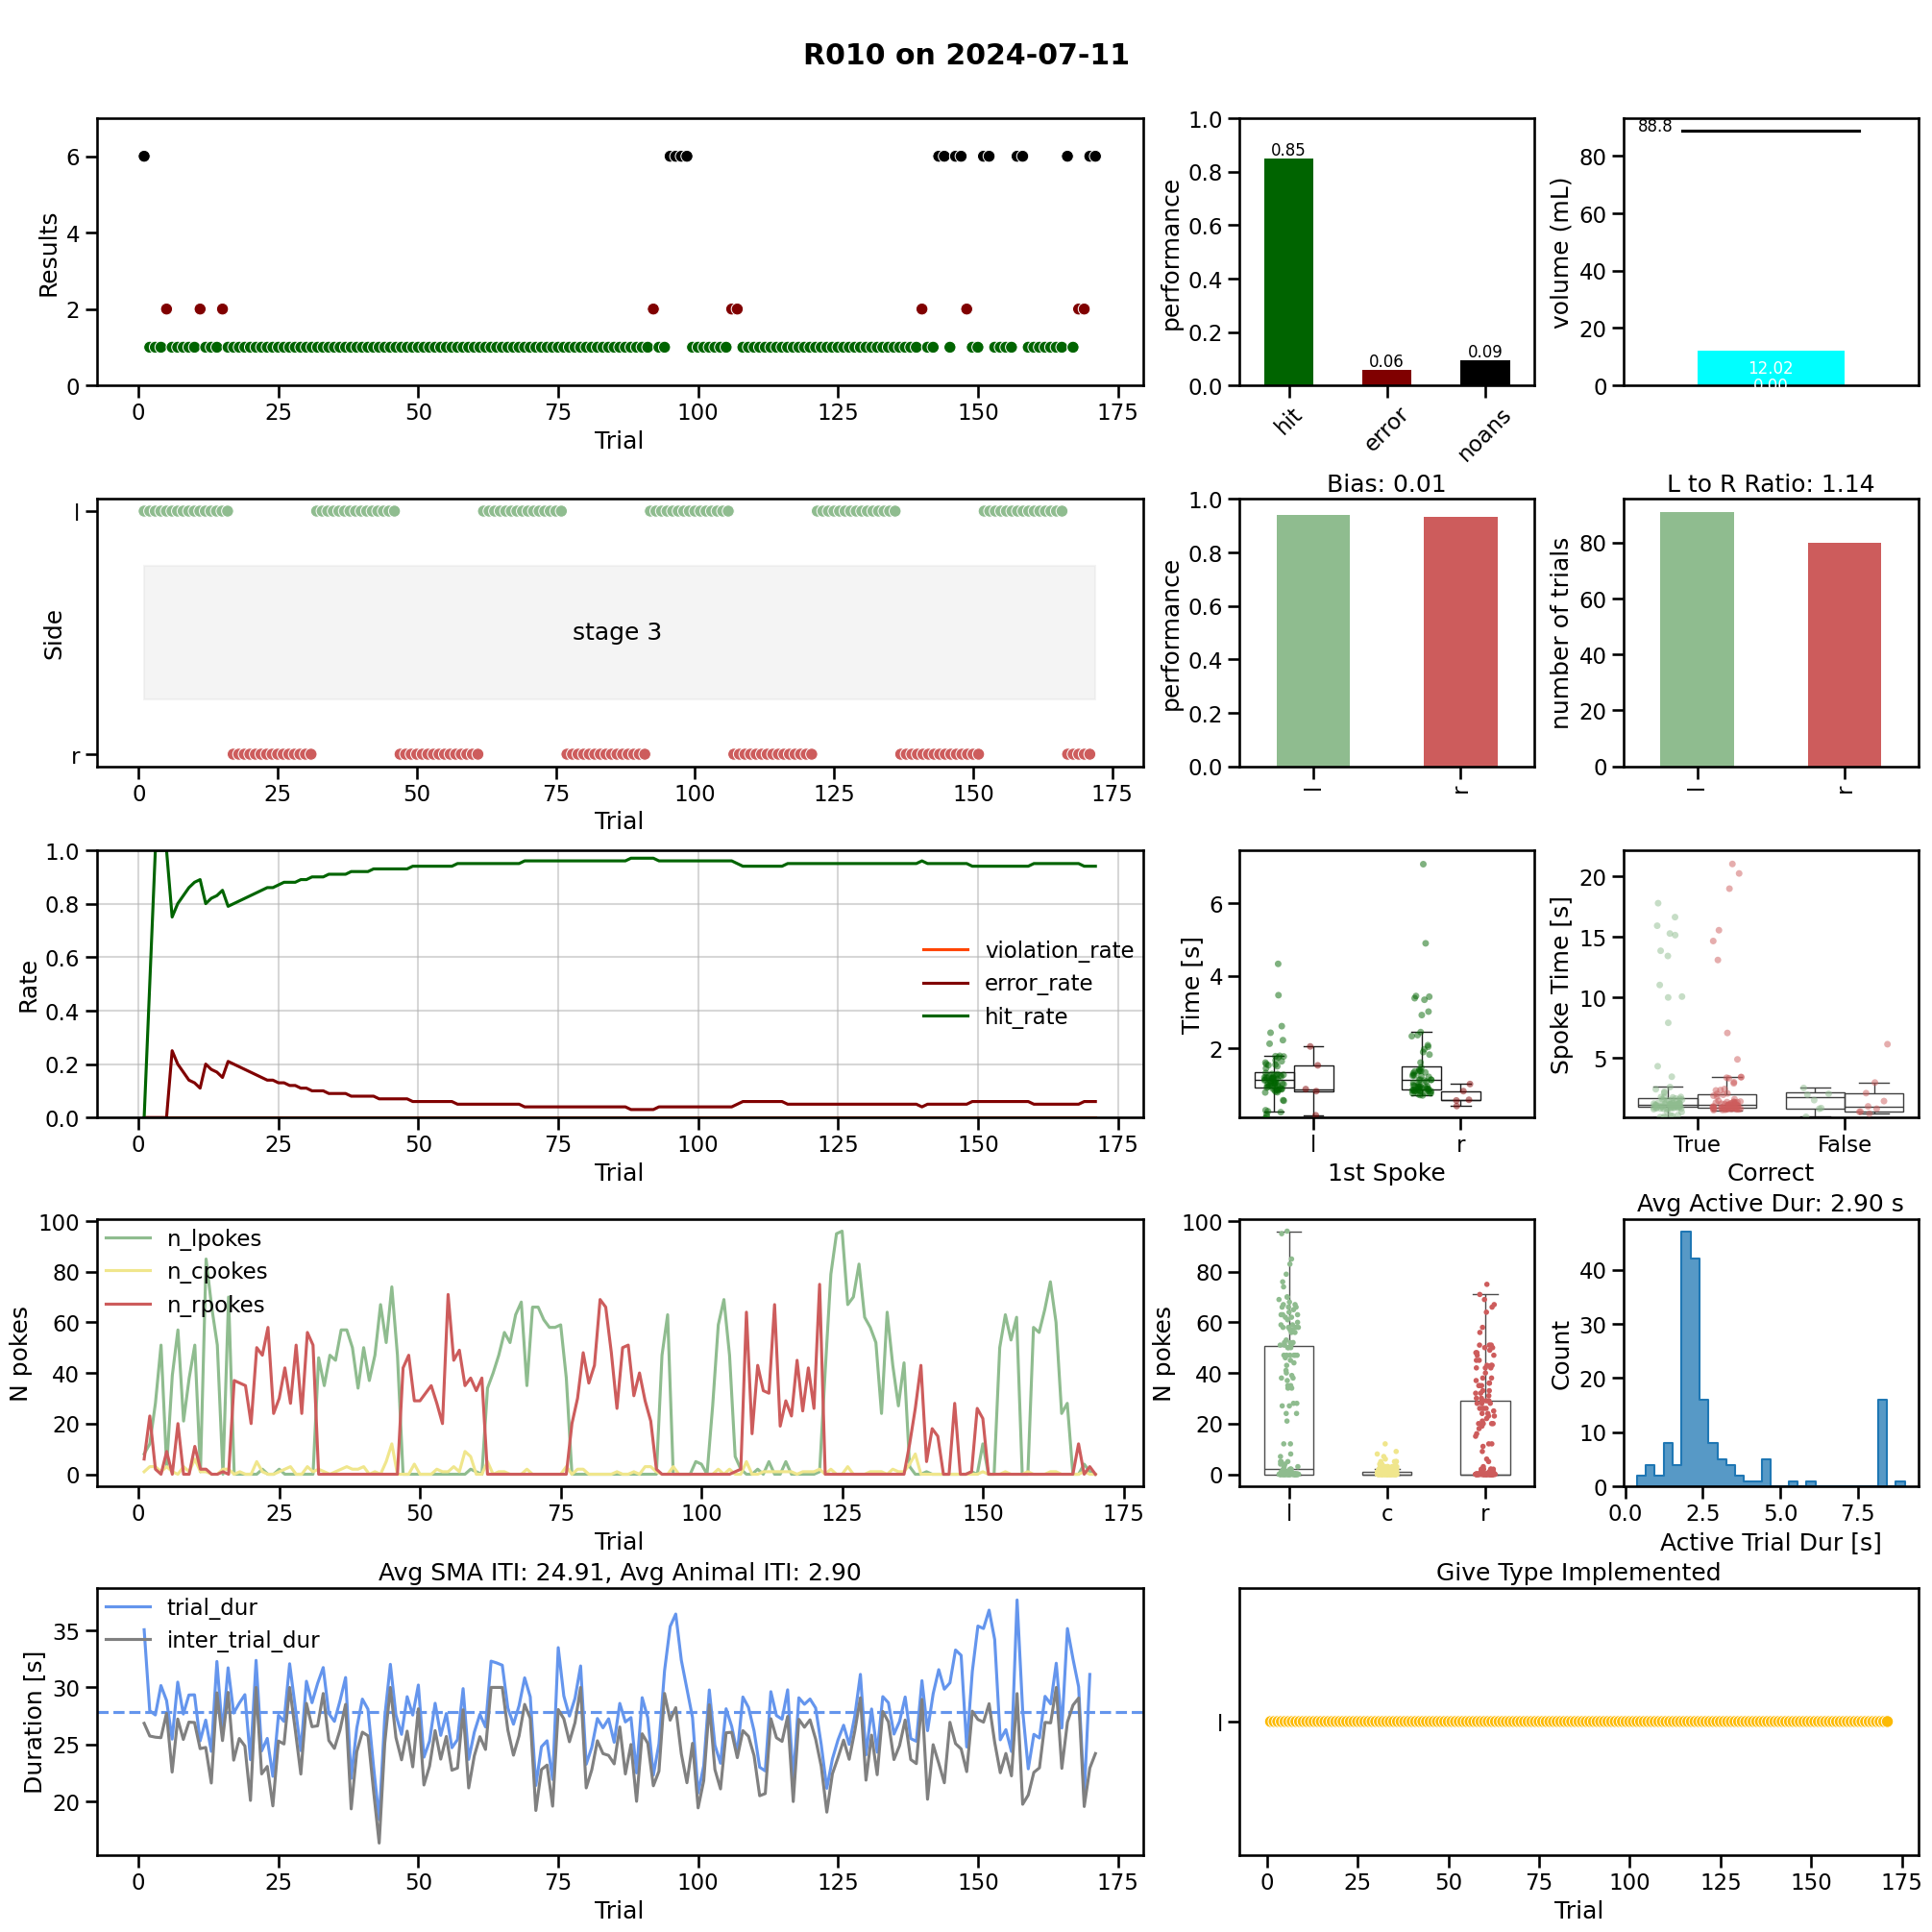 R010 on 2024-07-11
Results
6
4
2
0
0 25 50 75 100 125 150 175
Trial
performance
1.0
0.8
0.6
0.4
0.2
0.0
0.85
0.06
0.09
hit error noans
volume (mL)
80
60
40
20
0
88.8
12.02
0.00
Side
l
r
stage 3
0 25 50 75 100 125 150 175
Trial
Bias: 0.01
performance
1.0
0.8
0.6
0.4
0.2
0.0
l r
L to R Ratio: 1.14
number of trials
80
60
40
20
0
l r
Rate
1.0
0.8
0.6
0.4
0.2
0.0
violation_rate
error_rate
hit_rate
0 25 50 75 100 125 150 175
Trial
Time [s]
6
4
2
l r
1st Spoke
Spoke Time [s]
20
15
10
5
True False
Correct
N pokes
100
80
60
40
20
0
n_lpokes
n_cpokes
n_rpokes
0 25 50 75 100 125 150 175
Trial
N pokes
100
80
60
40
20
0
l c r
Avg Active Dur: 2.90 s
Count
40
30
20
10
0
0.0 2.5 5.0 7.5
Active Trial Dur [s]
Avg SMA ITI: 24.91, Avg Animal ITI: 2.90
Duration [s]
35
30
25
20
trial_dur
inter_trial_dur
0 25 50 75 100 125 150 175
Trial
Give Type Implemented
l
0 25 50 75 100 125 150 175
Trial